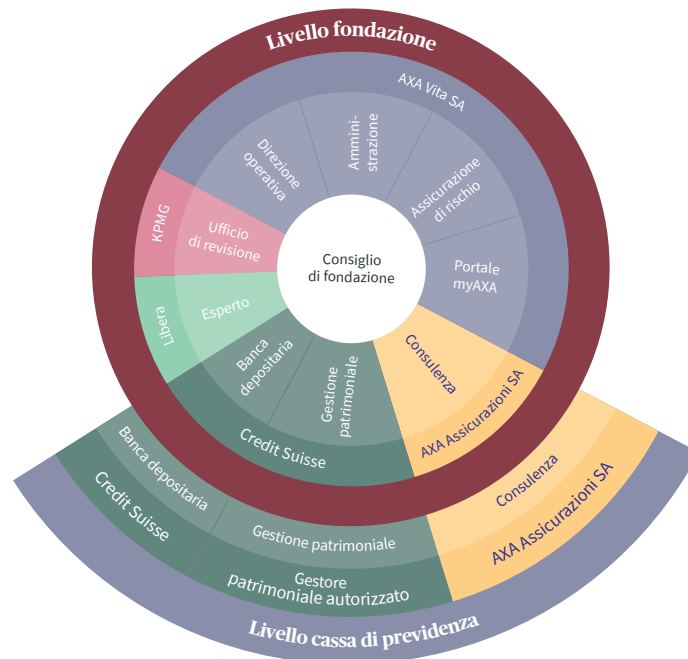 Livello fondazione
AXA Vita SA
Direzione
operativa
Ammini-
strazione
Assicurazione
di rischio
Portale
myAXA
KPMG
Ufficio
di revisione
Consiglio
di fondazione
Libera
Esperto
Banca
depositaria
Gestione
patrimoniale
Consulenza
Credit Suisse
AXA Assicurazioni SA
Banca depositaria
Credit Suisse
Gestione patrimoniale
Gestore
patrimoniale autorizzato
Consulenza
AXA Assicurazioni SA
Livello cassa di previdenza